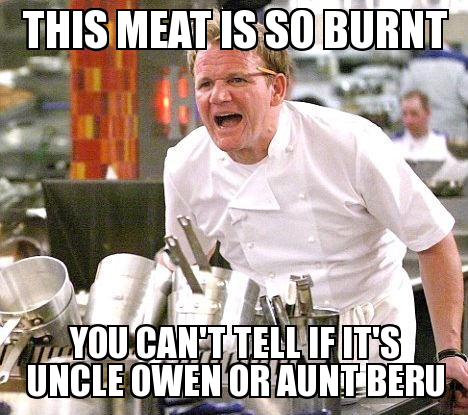 THIS MEAT IS SO BURNT
YOU CAN'T TELL IF IT'S
UNCLE OWEN OR AUNT BERU